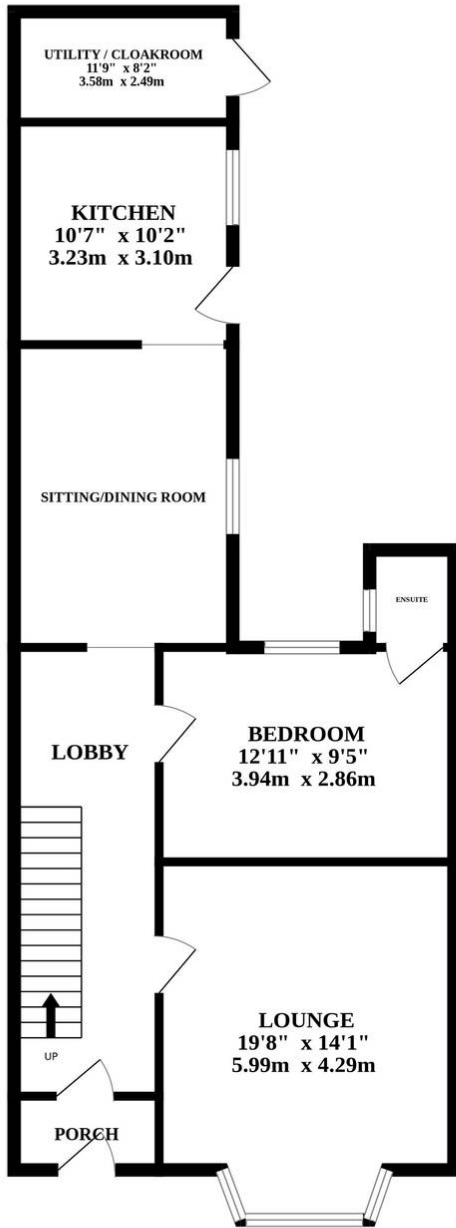 UTILITY / CLOAKROOM
11'9" x 8'2"
3.58m x 2.49m
KITCHEN
10'7" x 10'2"
3.23m x 3.10m
SITTING/DINING ROOM
ENSUITE
LOBBY
BEDROOM
12'11" x 9'5"
3.94m x 2.86m
LOUNGE
19'8" x 14'1"
5.99m x 4.29m
UP
PORCH